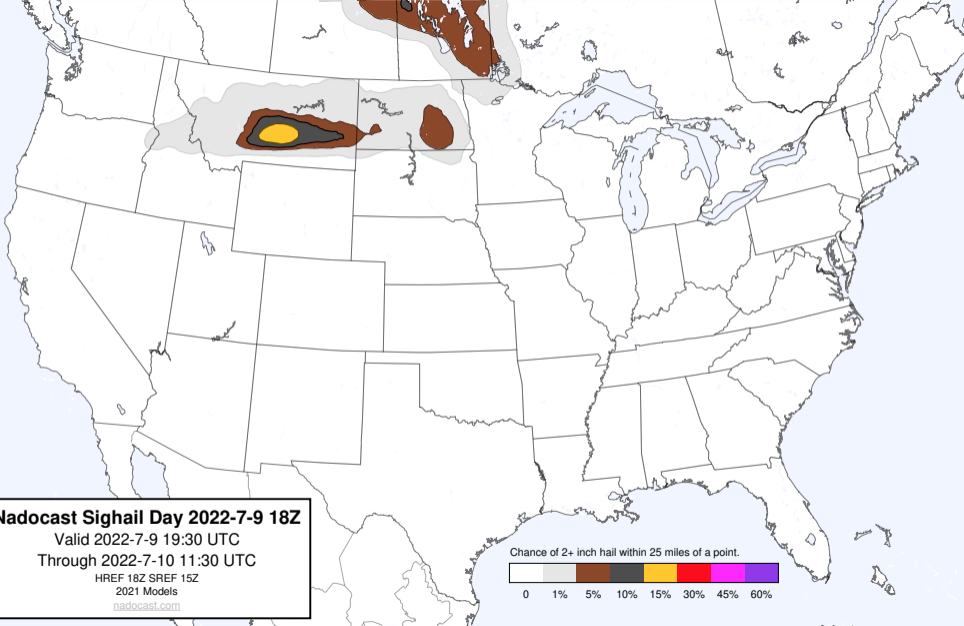 Nadocast Sighail Day 2022-7-9 18Z
Valid 2022-7-9 19:30 UTC
Through 2022-7-10 11:30 UTC
HREF 18Z SREF 15Z
2021 Models
nadocast.com
Chance of 2+ inch hail within 25 miles of a point.
0 1% 5% 10% 15% 30% 45% 60%